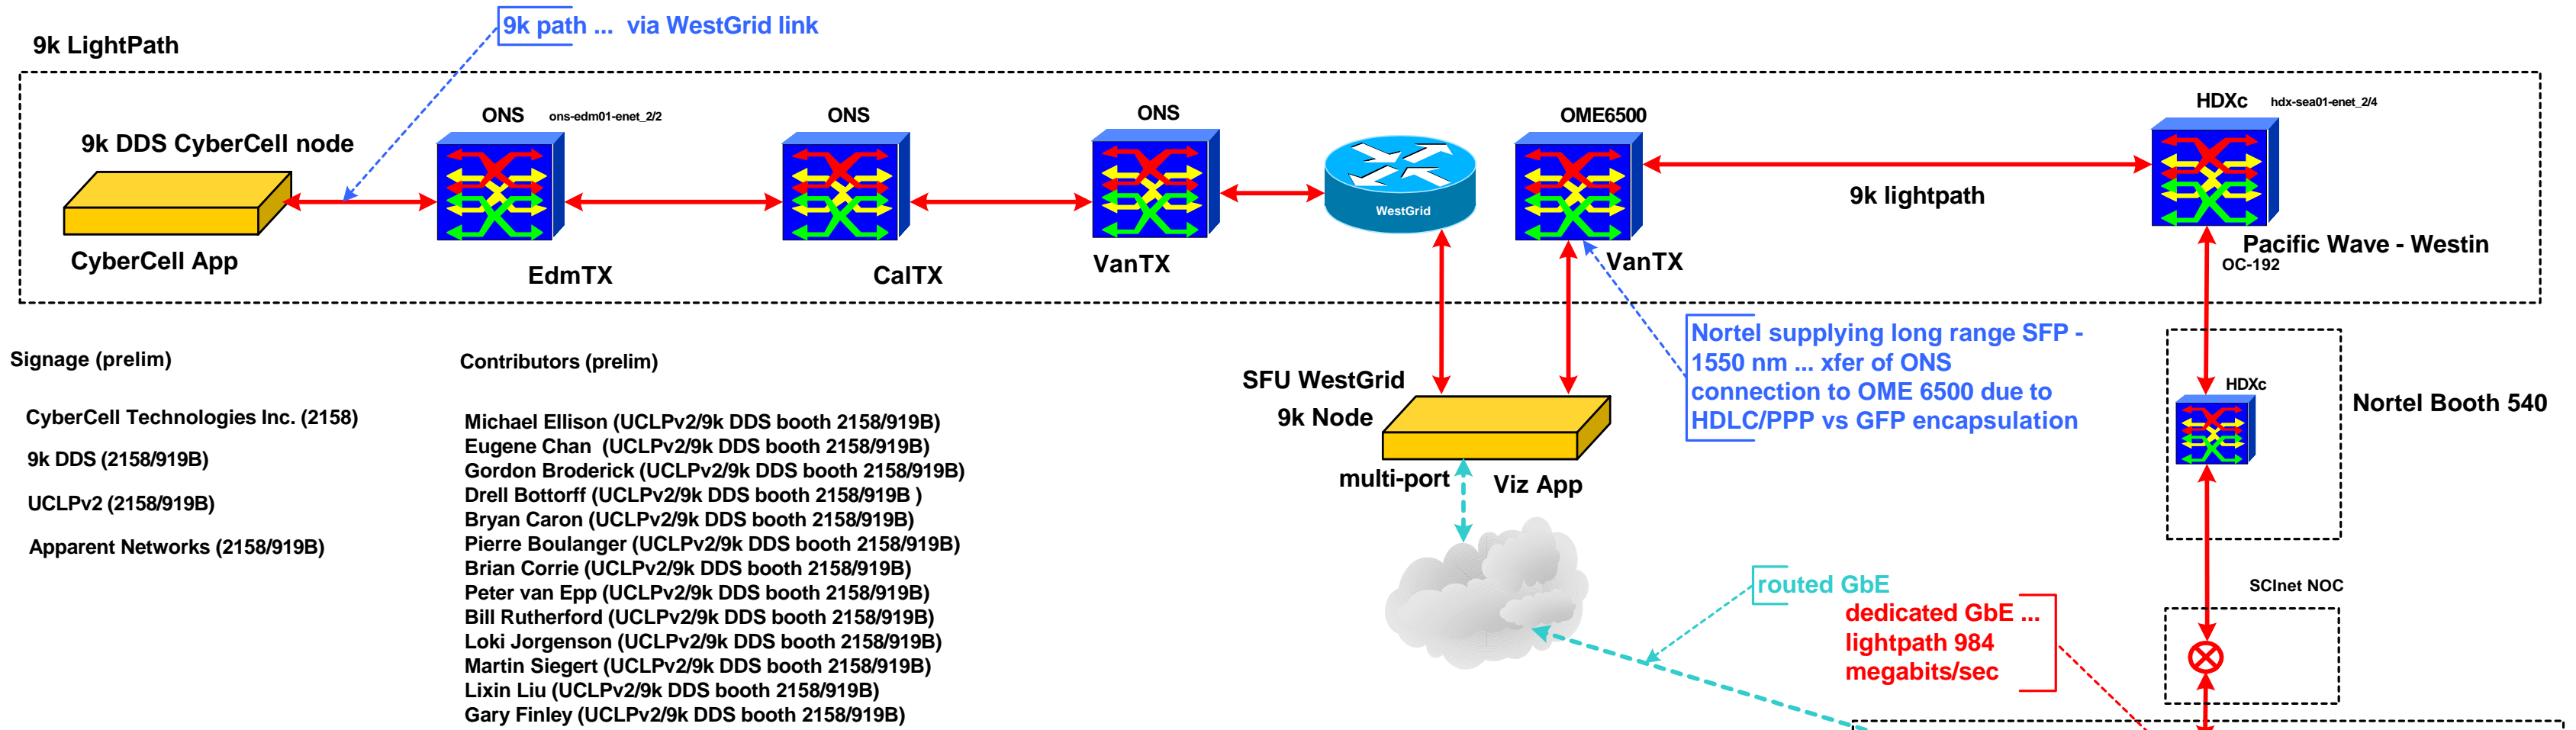 9k path ... via WestGrid link
9k LightPath
ONS ons-edm01-enet_2/2
ONS
ONS
OME6500
HDXc hdx-sea01-enet_2/4
9k DDS CyberCell node
WestGrid
9k lightpath
CyberCell App
EdmTX
CalTX
VanTX
VanTX
Pacific Wave - Westin
OC-192
Signage (prelim)
CyberCell Technologies Inc. (2158)
9k DDS (2158/919B)
UCLPv2 (2158/919B)
Apparent Networks (2158/919B)
Contributors (prelim)
Michael Ellison (UCLPv2/9k DDS booth 2158/919B)
Eugene Chan (UCLPv2/9k DDS booth 2158/919B)
Gordon Broderick (UCLPv2/9k DDS booth 2158/919B)
Drell Bottorff (UCLPv2/9k DDS booth 2158/919B )
Bryan Caron (UCLPv2/9k DDS booth 2158/919B)
Pierre Boulanger (UCLPv2/9k DDS booth 2158/919B)
Brian Corrie (UCLPv2/9k DDS booth 2158/919B)
Peter van Epp (UCLPv2/9k DDS booth 2158/919B)
Bill Rutherford (UCLPv2/9k DDS booth 2158/919B)
Loki Jorgenson (UCLPv2/9k DDS booth 2158/919B)
Martin Siegert (UCLPv2/9k DDS booth 2158/919B)
Lixin Liu (UCLPv2/9k DDS booth 2158/919B)
Gary Finley (UCLPv2/9k DDS booth 2158/919B)
SFU WestGrid
9k Node
multi-port
Viz App
Nortel supplying long range SFP -
1550 nm ... xfer of ONS
connection to OME 6500 due to
HDLC/PPP vs GFP encapsulation
HDXc
Nortel Booth 540
SCInet NOC
routed GbE
dedicated GbE ...
lightpath 984
megabits/sec